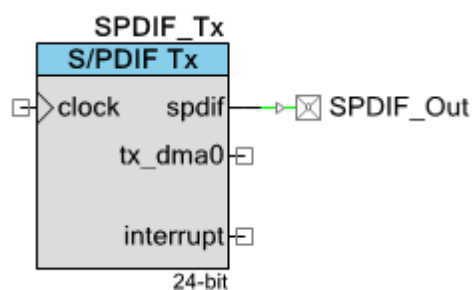 SPDIF_Tx
S/PDIF Tx
clock spdif SPDIF_Out
tx_dma0
interrupt
24-bit